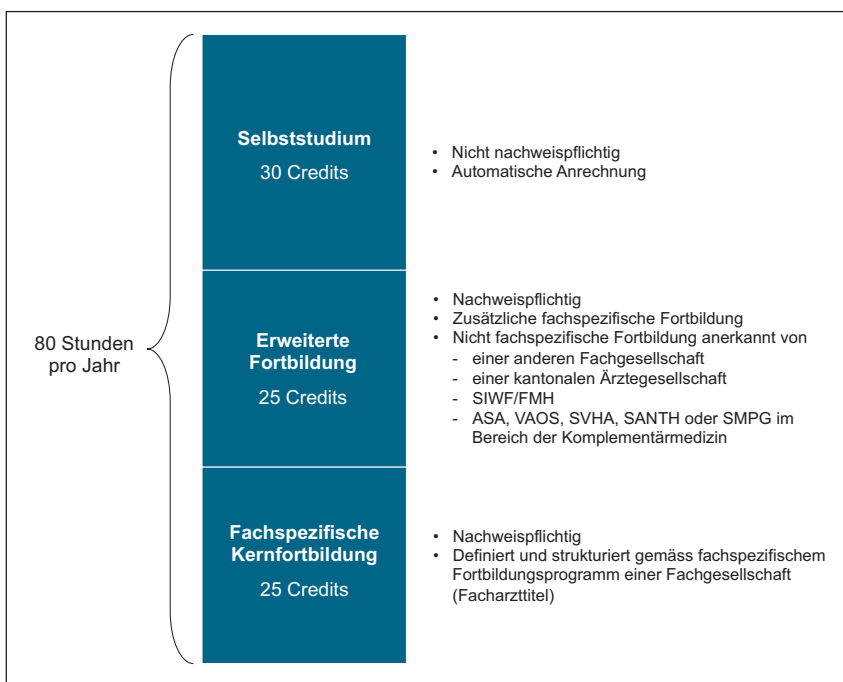 80 Stunden
pro Jahr
Selbststudium
30 Credits
• Nicht nachweispflichtig
• Automatische Anrechnung
Erweiterte
Fortbildung
25 Credits
• Nachweispflichtig
• Zusätzliche fachspezifische Fortbildung
• Nicht fachspezifische Fortbildung anerkannt von
- einer anderen Fachgesellschaft
- einer kantonalen Ärztegesellschaft
- SIWF/FMH
- ASA, VAOS, SVHA, SANTH oder SMPG im
Bereich der Komplementärmedizin
Fachspezifische
Kernfortbildung
25 Credits
• Nachweispflichtig
• Definiert und strukturiert gemäss fachspezifischem
Fortbildungsprogramm einer Fachgesellschaft
(Facharzttitel)